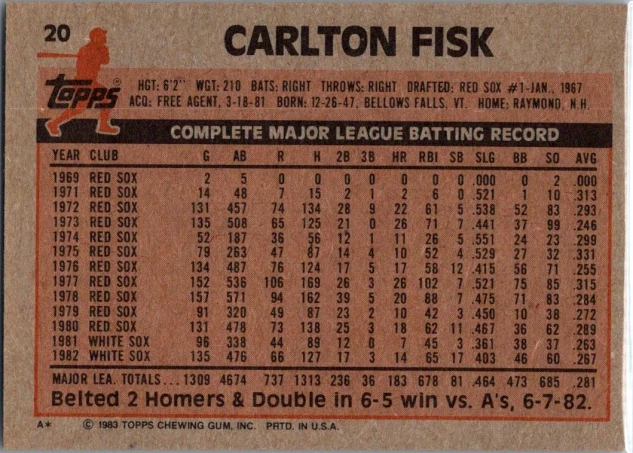 20 CARLTON FISK
Topps® HGT: 6'2" WGT: 210 BATS: RIGHT THROWS: RIGHT DRAFTED: RED SOX #1-JAN., 1967
ACQ: FREE AGENT, 3-18-81 BORN: 12-26-47, BELLOWS FALLS, VT. HOME: RAYMOND, N.H.
COMPLETE MAJOR LEAGUE BATTING RECORD
YEAR CLUB G AB R H 2B 3B HR RBI SB SLG BB SO AVG
1969 RED SOX 2 5 0 0 0 0 0 0 0 .000 0 2 .000
1971 RED SOX 14 48 7 15 2 1 2 6 0 .521 1 10 .313
1972 RED SOX 131 457 74 134 28 9 22 61 5 .538 52 83 .293
1973 RED SOX 135 508 65 125 21 0 26 71 7 .441 37 99 .246
1974 RED SOX 52 187 36 56 12 1 11 26 5 .551 24 23 .299
1975 RED SOX 79 263 47 87 14 4 10 52 4 .529 27 32 .331
1976 RED SOX 134 487 76 124 17 5 17 58 12 .415 56 71 .255
1977 RED SOX 152 536 106 169 26 3 26 102 7 .521 75 85 .315
1978 RED SOX 157 571 94 162 39 5 20 88 7 .475 71 83 .284
1979 RED SOX 91 320 49 87 23 2 10 42 3 .450 10 38 .272
1980 RED SOX 131 478 73 138 25 3 18 62 11 .467 36 62 .289
1981 WHITE SOX 96 338 44 89 12 0 7 45 3 .361 38 37 .263
1982 WHITE SOX 135 476 66 127 17 3 14 65 17 .403 46 60 .267
MAJOR LEA. TOTALS... 1309 4674 737 1313 236 36 183 678 81 .464 473 685 .281
Belted 2 Homers & Double in 6-5 win vs. A's, 6-7-82.
A* © 1983 TOPPS CHEWING GUM, INC. PRTD. IN U.S.A.